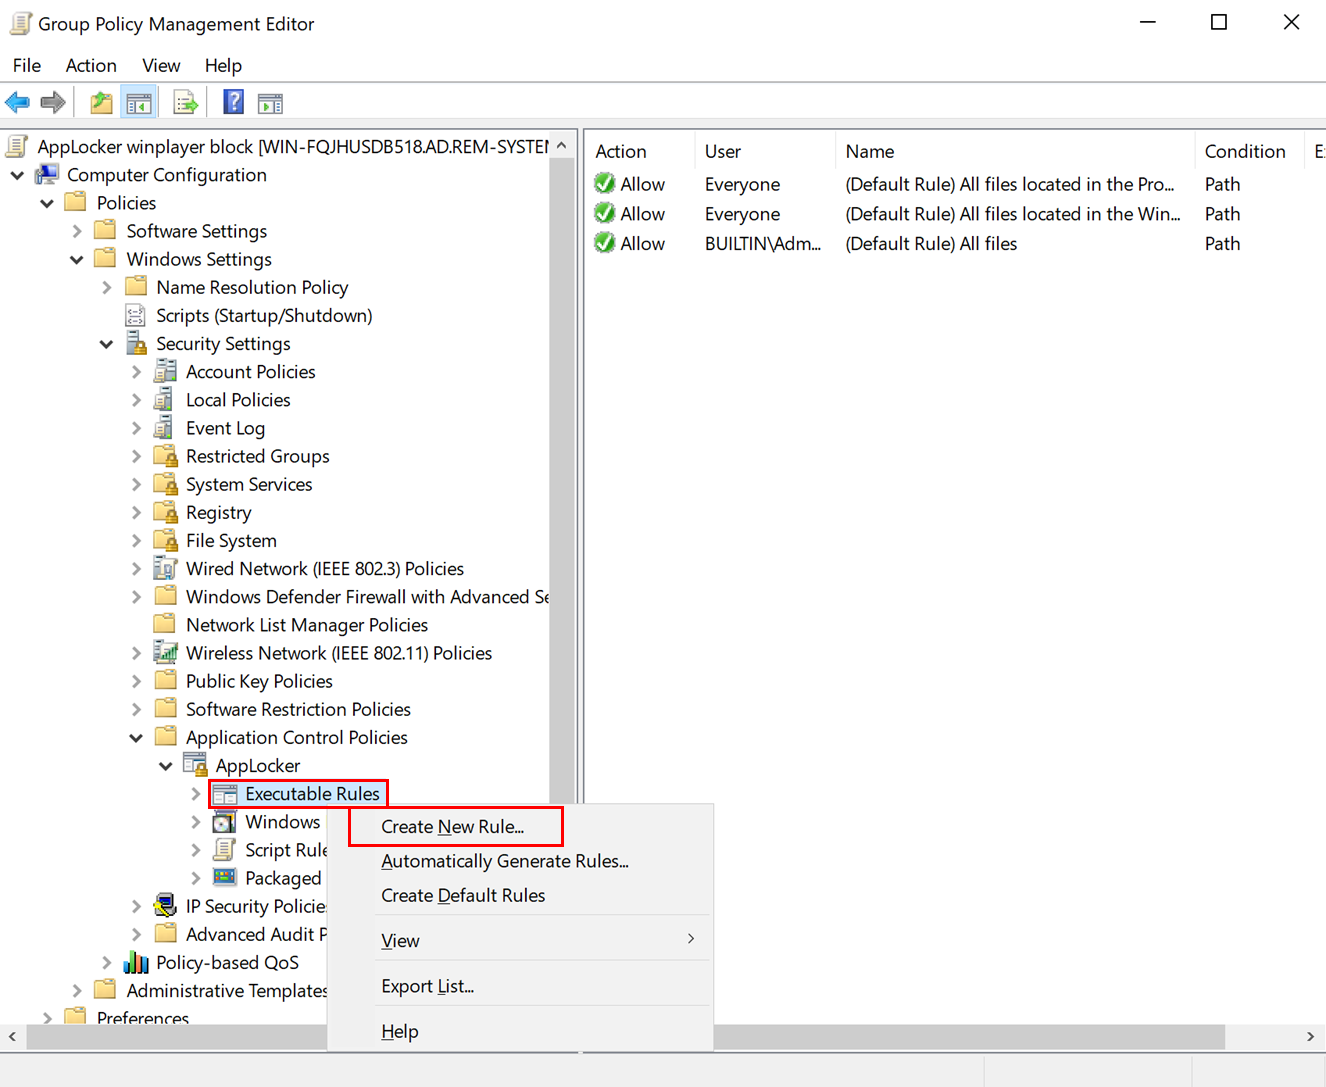 Group Policy Management Editor
File Action View Help
AppLocker winplayer block [WIN-FQJHUSDB518.AD.REM-SYSTEM
Computer Configuration
Policies
Software Settings
Windows Settings
Name Resolution Policy
Scripts (Startup/Shutdown)
Security Settings
Account Policies
Local Policies
Event Log
Restricted Groups
System Services
Registry
File System
Wired Network (IEEE 802.3) Policies
Windows Defender Firewall with Advanced Se
Network List Manager Policies
Wireless Network (IEEE 802.11) Policies
Public Key Policies
Software Restriction Policies
Application Control Policies
AppLocker
Executable Rules
Windows
Script Rule
Packaged
IP Security Policies
Advanced Audit P
Policy-based QoS
Administrative Templates
Preferences
Action User Name Condition E
Allow Everyone (Default Rule) All files located in the Pro... Path
Allow Everyone (Default Rule) All files located in the Win... Path
Allow BUILTIN\Adm... (Default Rule) All files Path
Create New Rule...
Automatically Generate Rules...
Create Default Rules
View
Export List...
Help